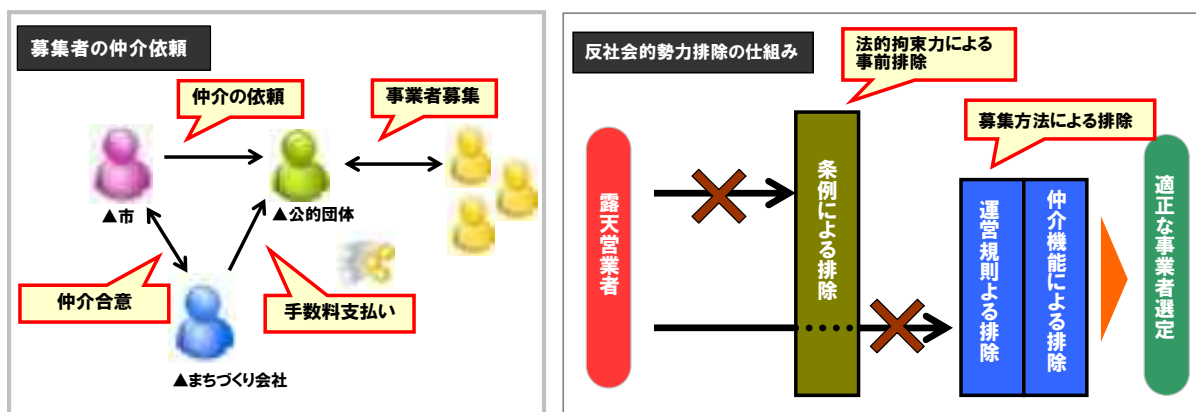 募集者の仲介依頼
仲介の依頼
事業者募集
▲市
▲公的団体
仲介合意
手数料支払い
▲まちづくり会社
反社会的勢力排除の仕組み
法的拘束力による
事前排除
募集方法による排除
露天営業者
条例による排除
運営規則よる排除
仲介機能による排除
適正な事業者選定